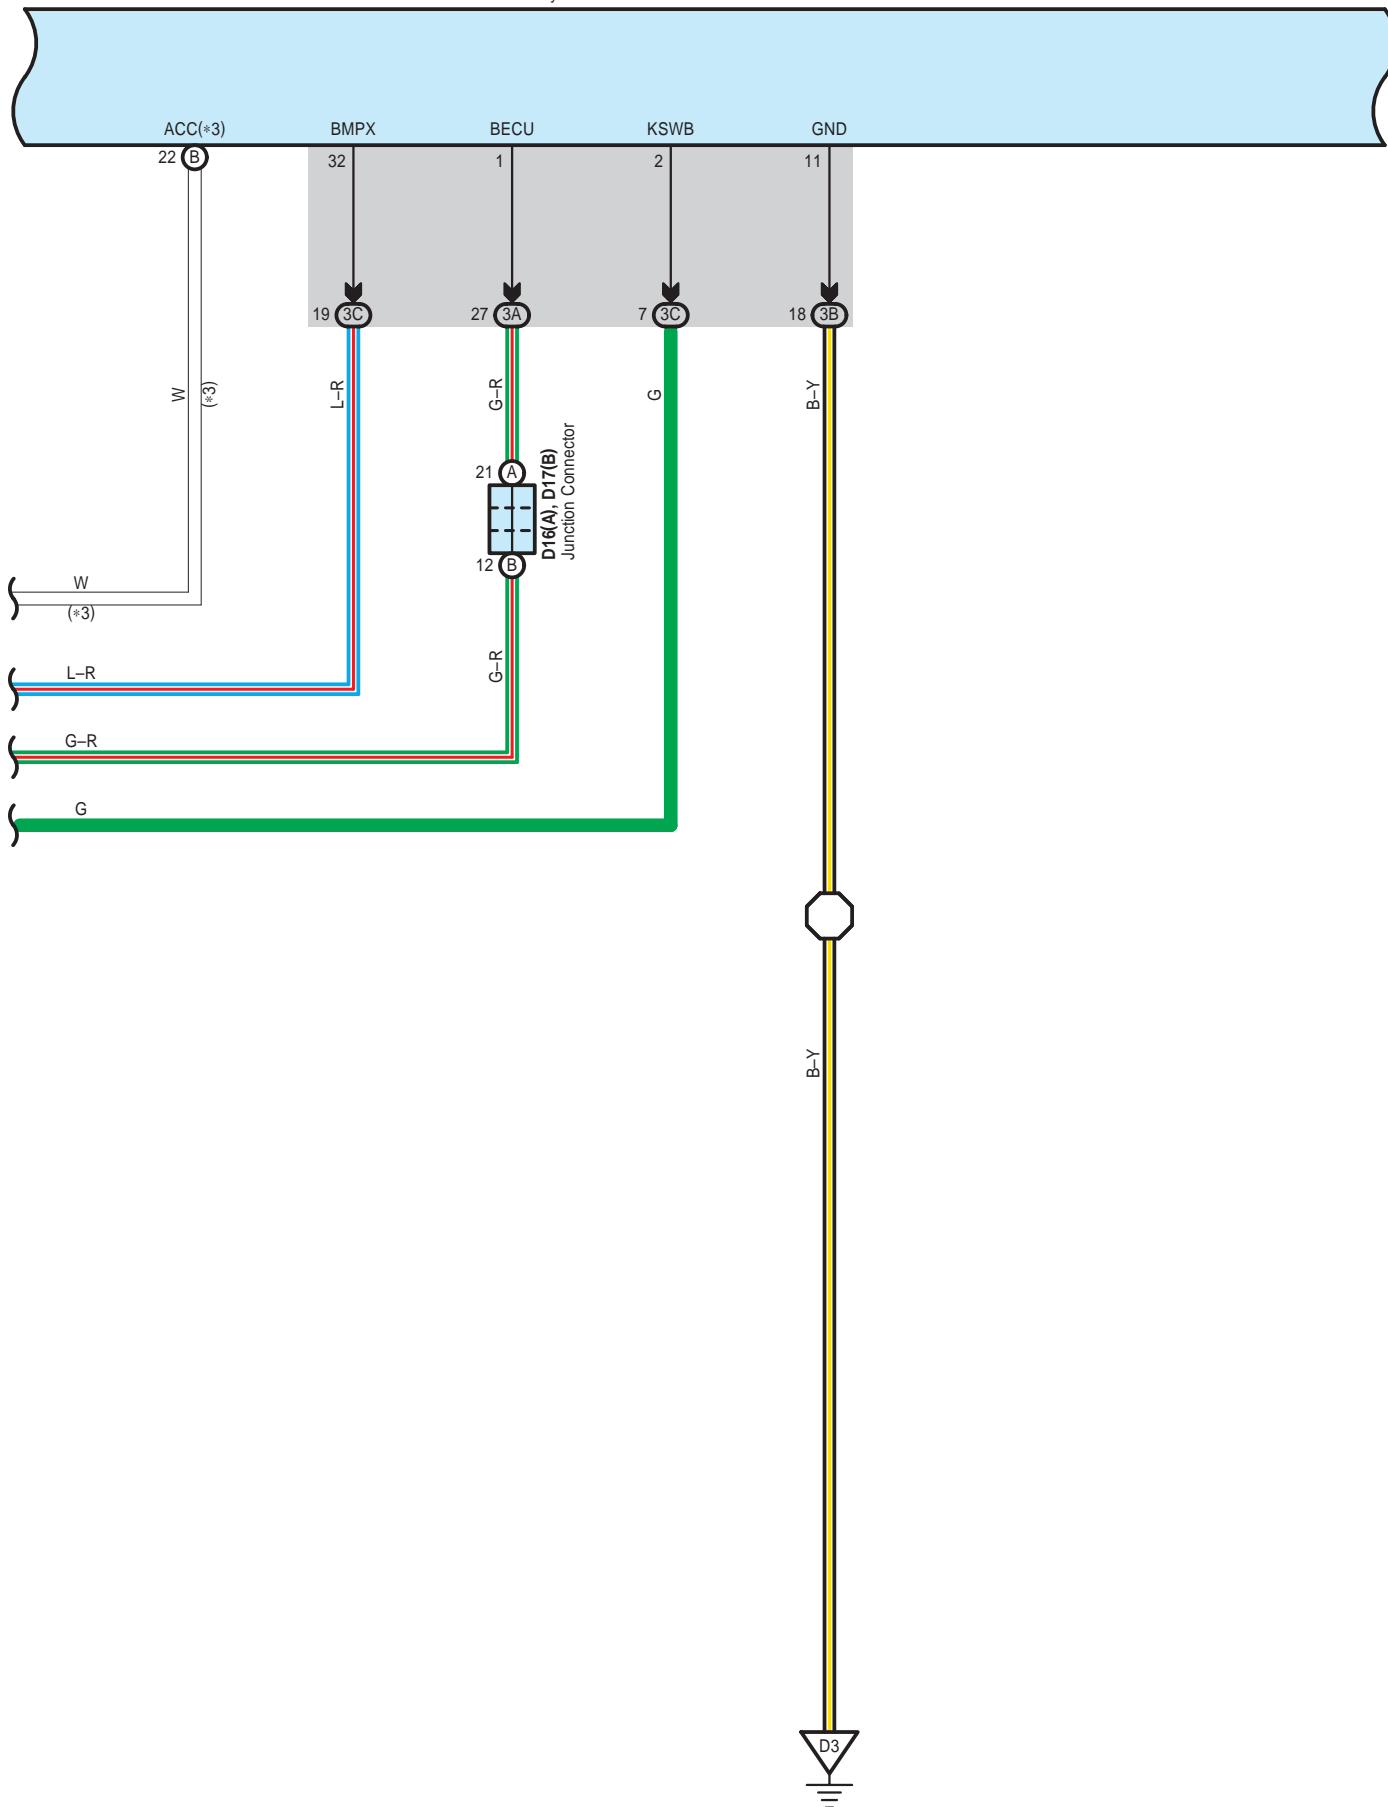 ACC(*3) BMPX BECU KSWB GND
22 B 32 1 2 11
19 3C 27 3A 7 3C 18 3B
W (*3) L–R G–R G B–Y
21 A
D16(A), D17(B)
Junction Connector
12 B
W
(*3)
L–R
G–R
G–R
G
B–Y
D3